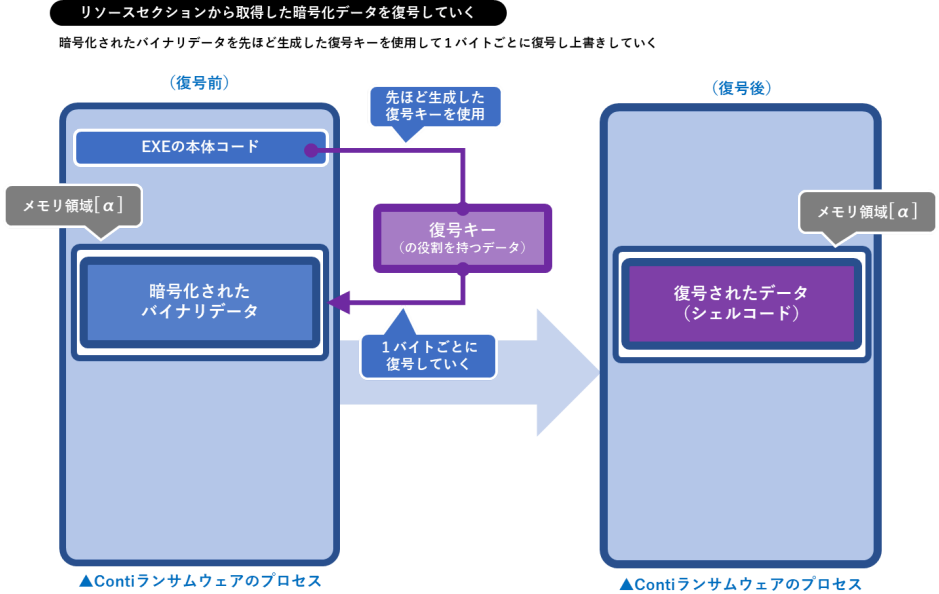 リソースセクションから取得した暗号化データを復号していく
暗号化されたバイナリデータを先ほど生成した復号キーを使用して１バイトごとに復号し上書きしていく
（復号前）
（復号後）
先ほど生成した
復号キーを使用
EXEの本体コード
メモリ領域[α]
メモリ領域[α]
復号キー
（の役割を持つデータ）
暗号化された
バイナリデータ
復号されたデータ
（シェルコード）
１バイトごとに
復号していく
▲Contiランサムウェアのプロセス
▲Contiランサムウェアのプロセス